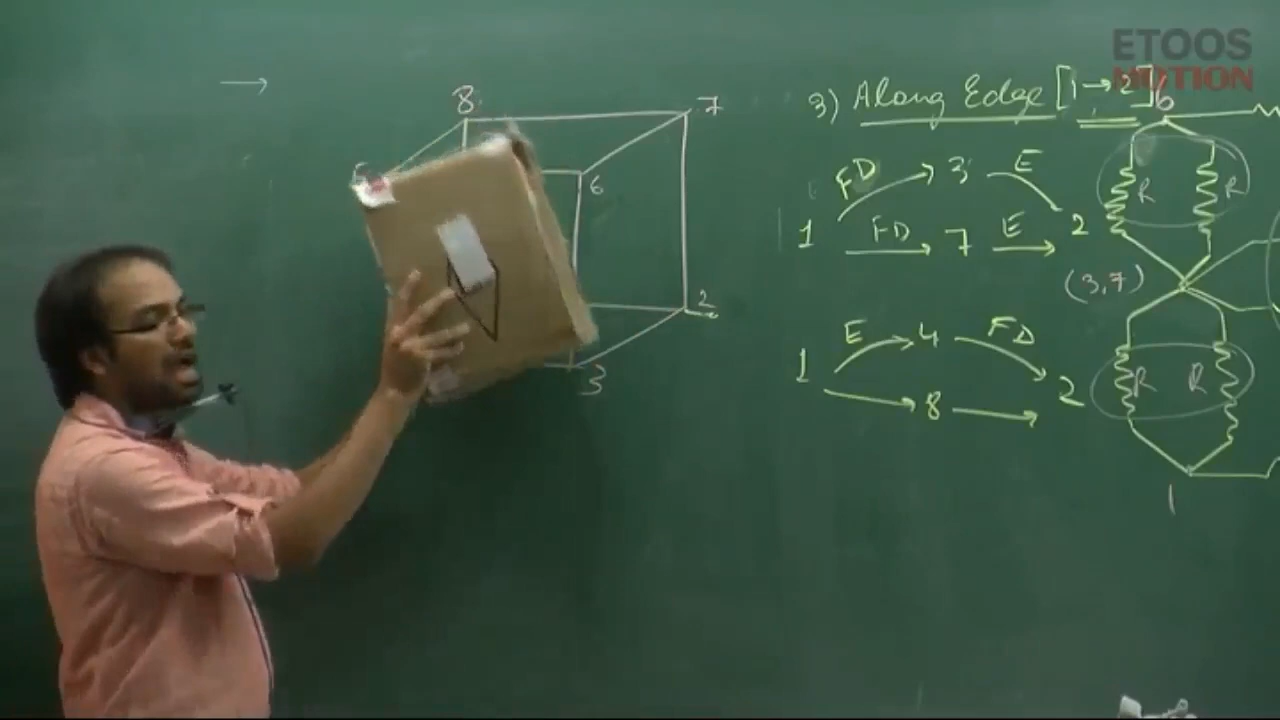 ETOOS
MOTION
→
8
7
6
2
3
3) Along Edge [1→2]
6
FD → 3 E
R R
1 FD → 7 E → 2
(3,7)
E → 4 FD
1 2
→ 8 →
R R
1